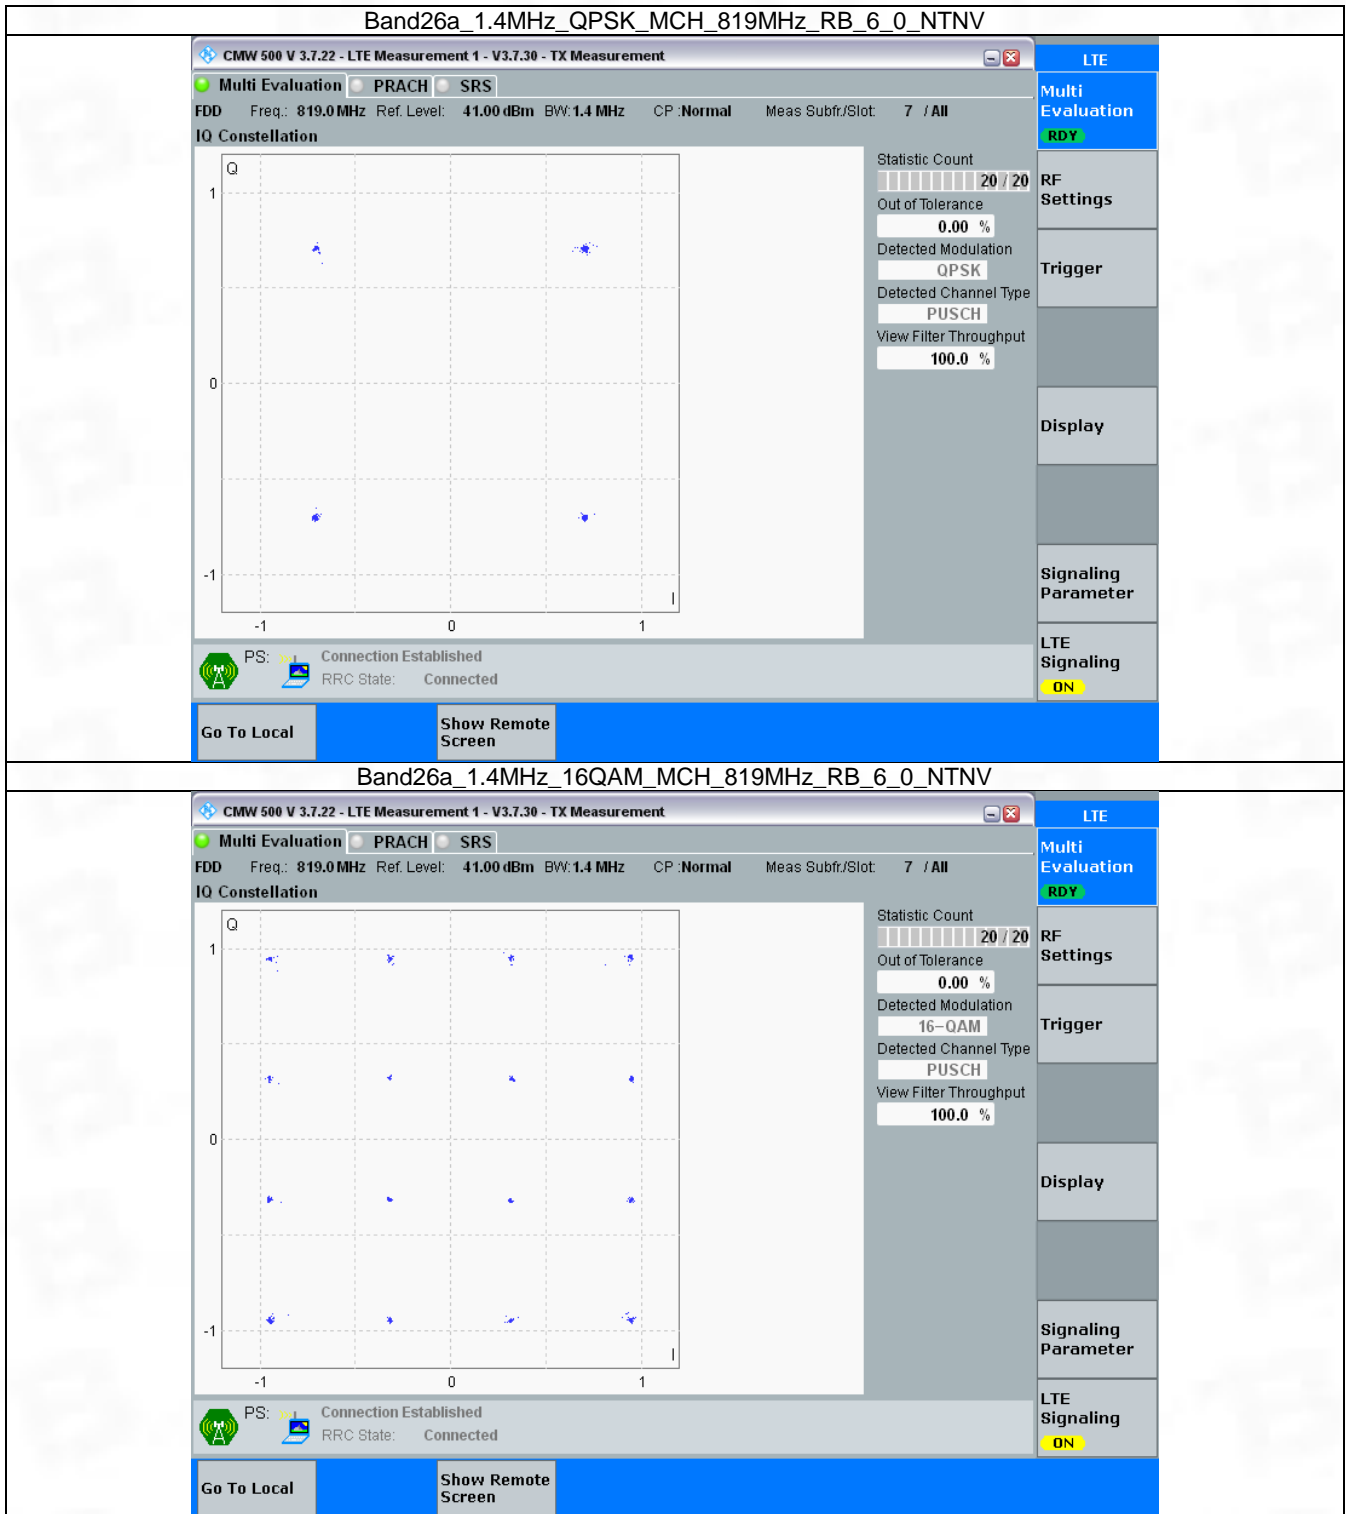 Band26a_1.4MHz_QPSK_MCH_819MHz_RB_6_0_NTNV
CMW 500 V 3.7.22 - LTE Measurement 1 - V3.7.30 - TX Measurement
LTE
Multi Evaluation PRACH SRS
Multi
Evaluation
RDY
FDD Freq.: 819.0 MHz Ref. Level: 41.00 dBm BW: 1.4 MHz CP : Normal Meas Subfr./Slot: 7 / All
IQ Constellation
Q
1
0
-1
I
-1 0 1
Statistic Count
20 / 20
Out of Tolerance
0.00 %
Detected Modulation
QPSK
Detected Channel Type
PUSCH
View Filter Throughput
100.0 %
RF
Settings
Trigger
Display
Signaling
Parameter
LTE
Signaling
ON
PS: Connection Established
RRC State: Connected
Go To Local
Show Remote
Screen
Band26a_1.4MHz_16QAM_MCH_819MHz_RB_6_0_NTNV
CMW 500 V 3.7.22 - LTE Measurement 1 - V3.7.30 - TX Measurement
LTE
Multi Evaluation PRACH SRS
Multi
Evaluation
RDY
FDD Freq.: 819.0 MHz Ref. Level: 41.00 dBm BW: 1.4 MHz CP : Normal Meas Subfr./Slot: 7 / All
IQ Constellation
Q
1
0
-1
I
-1 0 1
Statistic Count
20 / 20
Out of Tolerance
0.00 %
Detected Modulation
16-QAM
Detected Channel Type
PUSCH
View Filter Throughput
100.0 %
RF
Settings
Trigger
Display
Signaling
Parameter
LTE
Signaling
ON
PS: Connection Established
RRC State: Connected
Go To Local
Show Remote
Screen